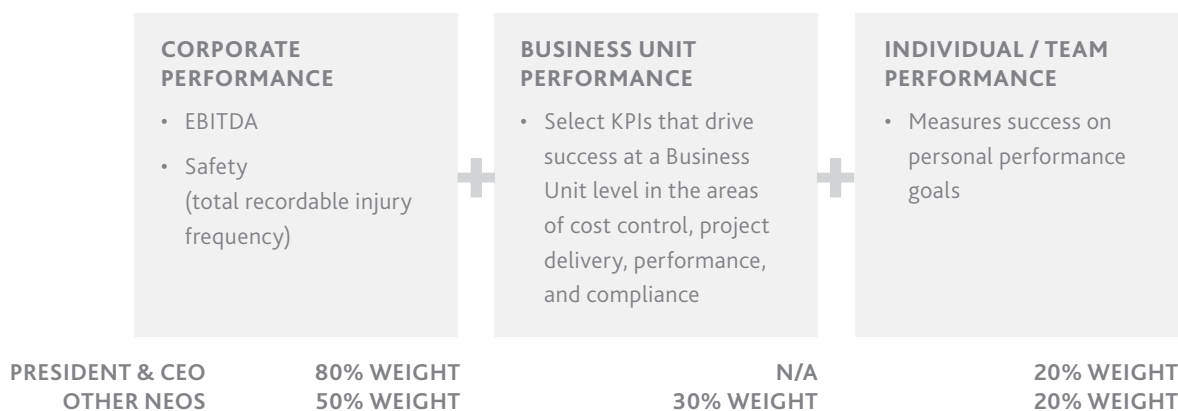 CORPORATE
PERFORMANCE
• EBITDA
• Safety
(total recordable injury
frequency)
BUSINESS UNIT
PERFORMANCE
• Select KPIs that drive
success at a Business
Unit level in the areas
of cost control, project
delivery, performance,
and compliance
INDIVIDUAL / TEAM
PERFORMANCE
• Measures success on
personal performance
goals
PRESIDENT & CEO 80% WEIGHT N/A 20% WEIGHT
OTHER NEOS 50% WEIGHT 30% WEIGHT 20% WEIGHT